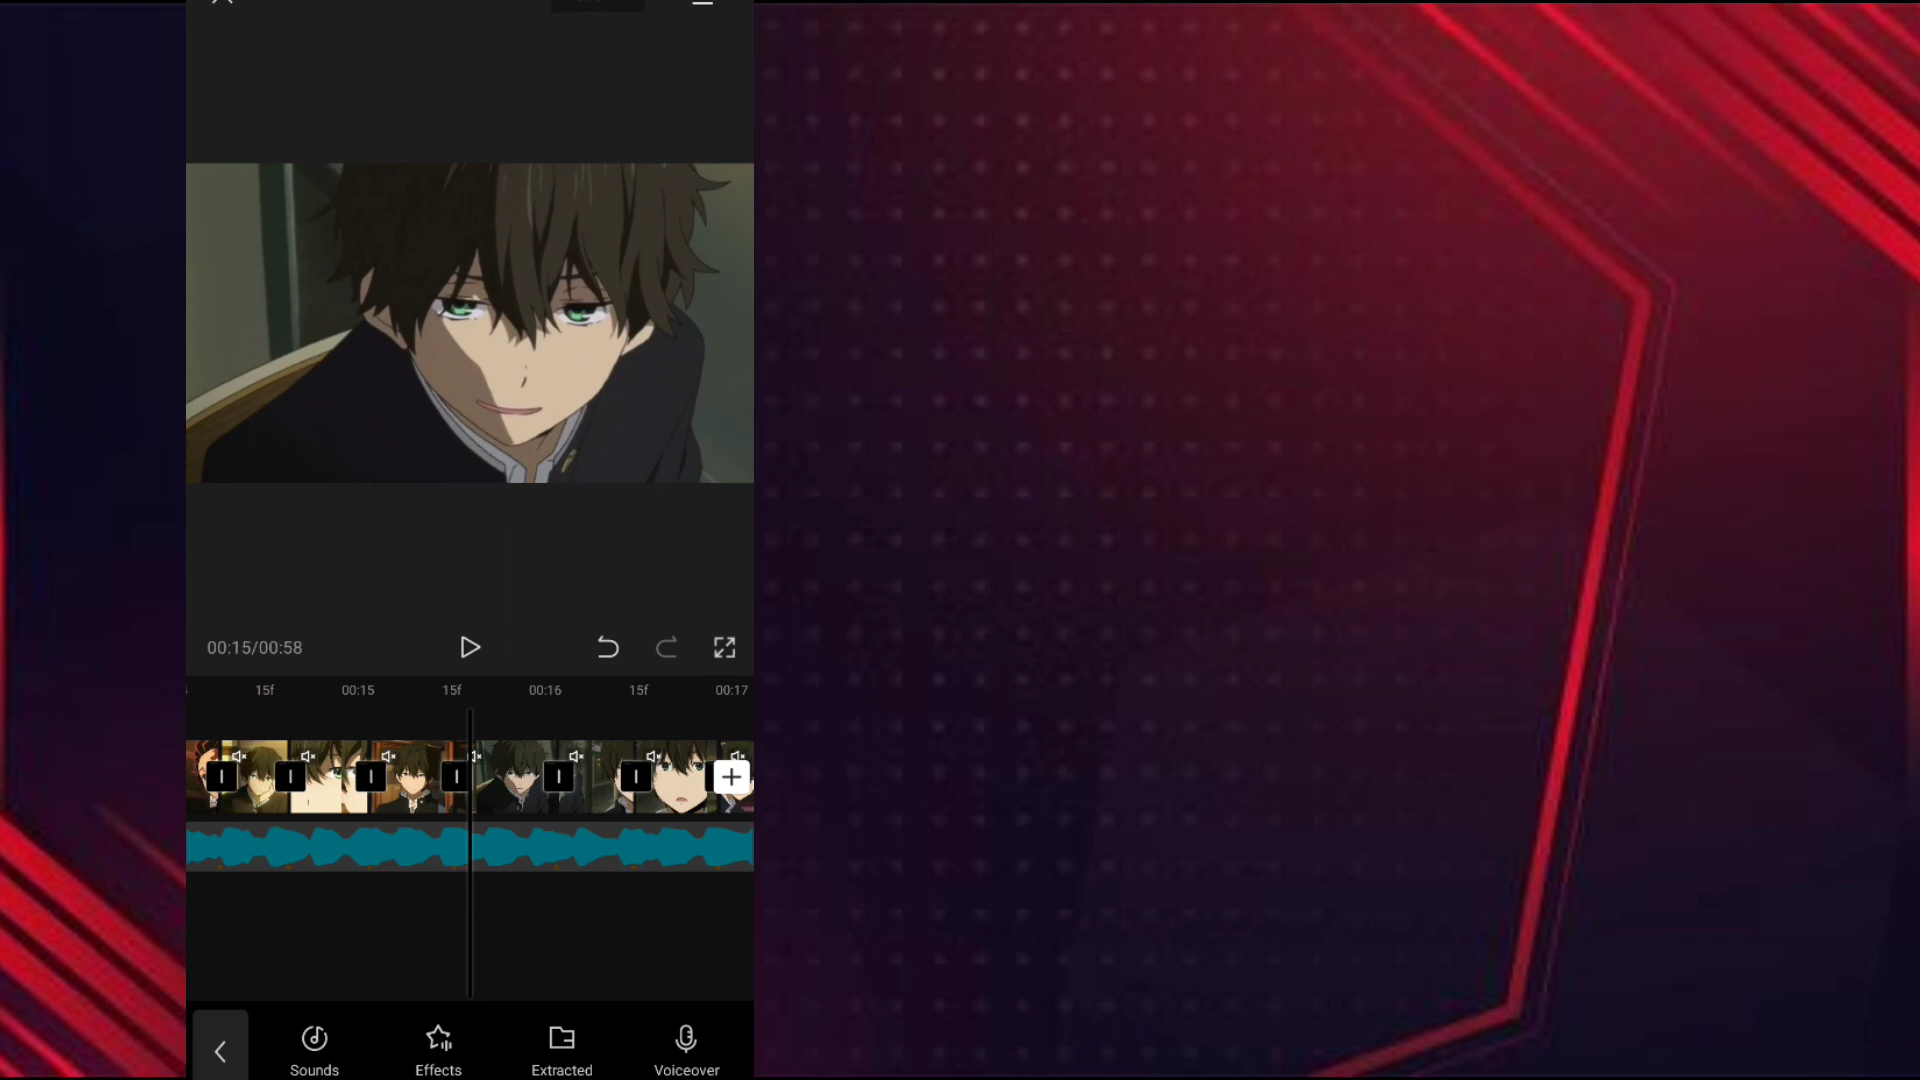 00:15/00:58
15f 00:15 15f 00:16 15f 00:17
Sounds Effects Extracted Voiceover